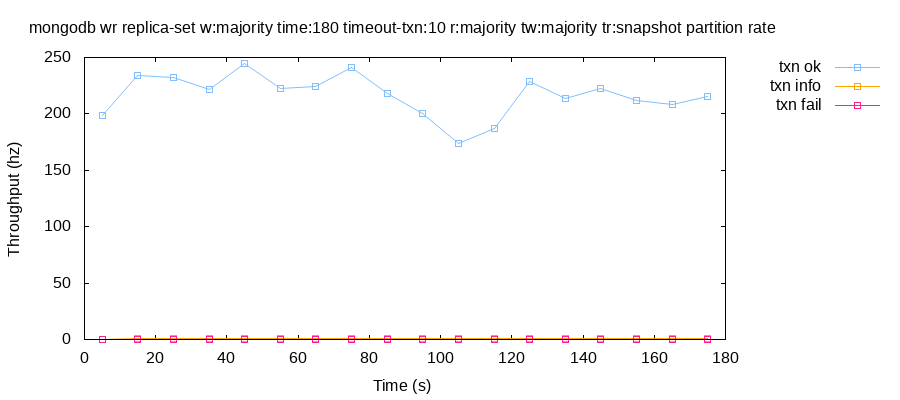 mongodb wr replica-set w:majority time:180 timeout-txn:10 r:majority tw:majority tr:snapshot partition rate
txn ok
txn info
txn fail
250
200
150
100
50
0
Throughput (hz)
0 20 40 60 80 100 120 140 160 180
Time (s)